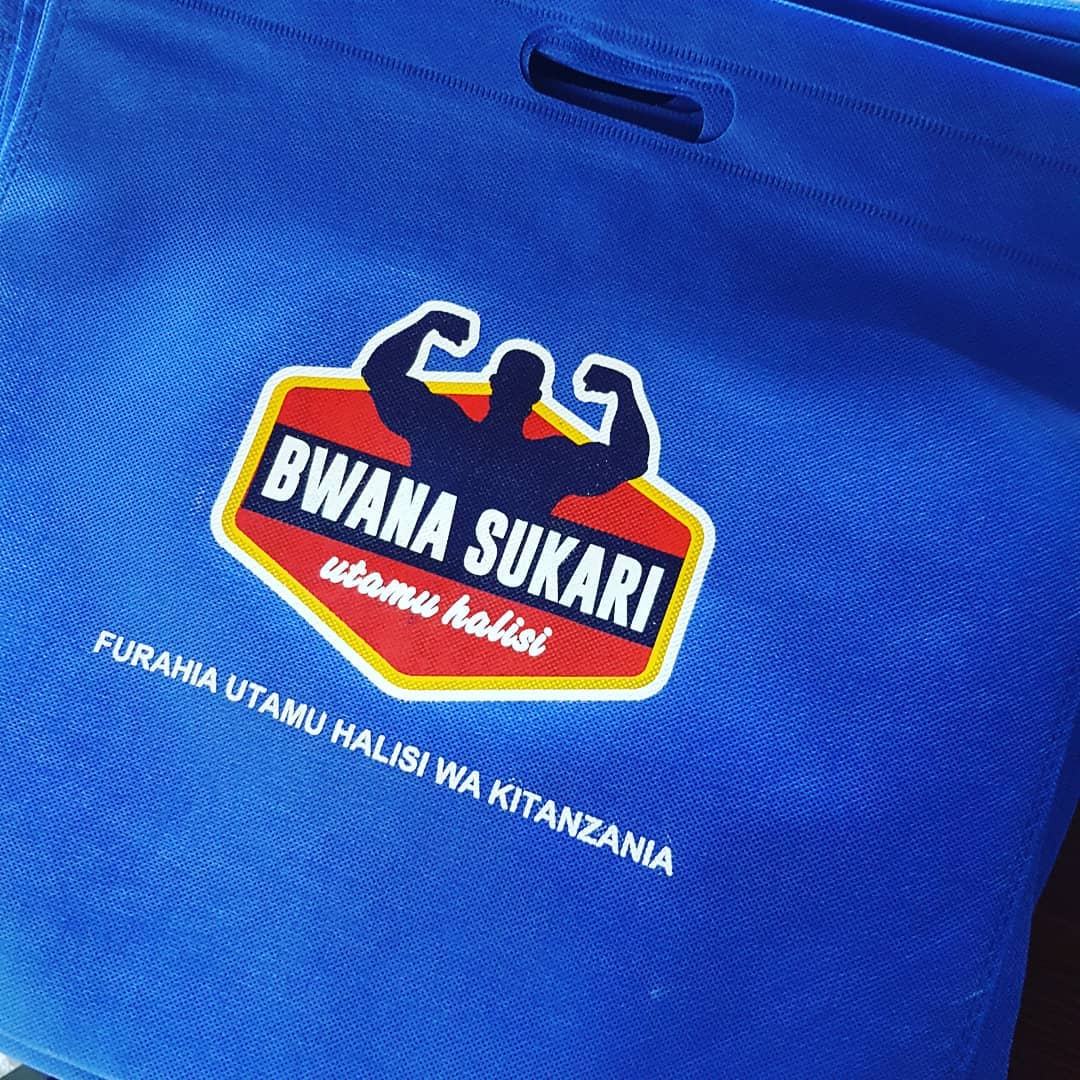 BWANA SUKARI
utamu halisi
FURAHIA UTAMU HALISI WA KITANZANIA